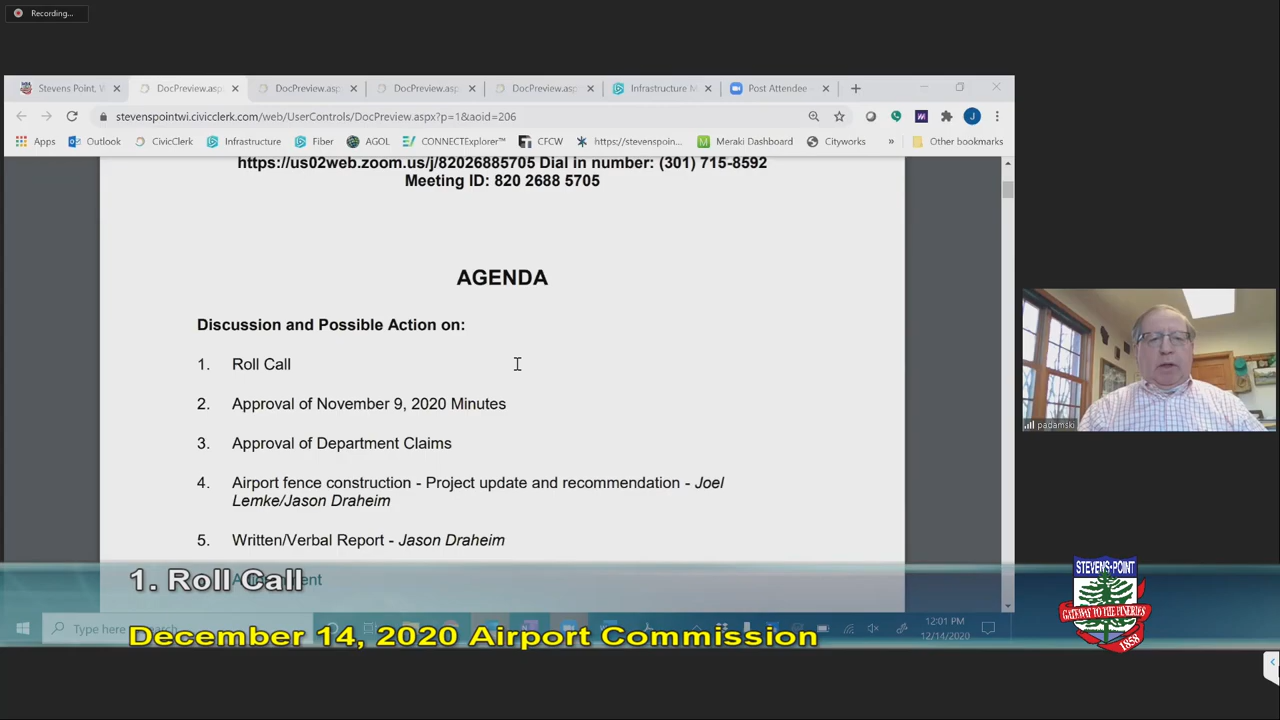 Recording...
Stevens Point, W
DocPreview.asp
DocPreview.asp
DocPreview.asp
DocPreview.asp
Infrastructure M
Post Attendee -
stevenspointwi.civicclerk.com/web/UserControls/DocPreview.aspx?p=1&aoid=206
Apps
Outlook
CivicClerk
Infrastructure
Fiber
AGOL
CONNECTExplorer™
CFCW
https://stevenspoin...
Meraki Dashboard
Cityworks
»
Other bookmarks
https://us02web.zoom.us/j/82026885705 Dial in number: (301) 715-8592
Meeting ID: 820 2688 5705
AGENDA
Discussion and Possible Action on:
1. Roll Call
2. Approval of November 9, 2020 Minutes
3. Approval of Department Claims
4. Airport fence construction - Project update and recommendation - Joel
Lemke/Jason Draheim
5. Written/Verbal Report - Jason Draheim
padamski
1. Roll Call
December 14, 2020 Airport Commission
12:01 PM
12/14/2020
STEVENS·POINT
GATEWAY TO THE PINERIES
1858